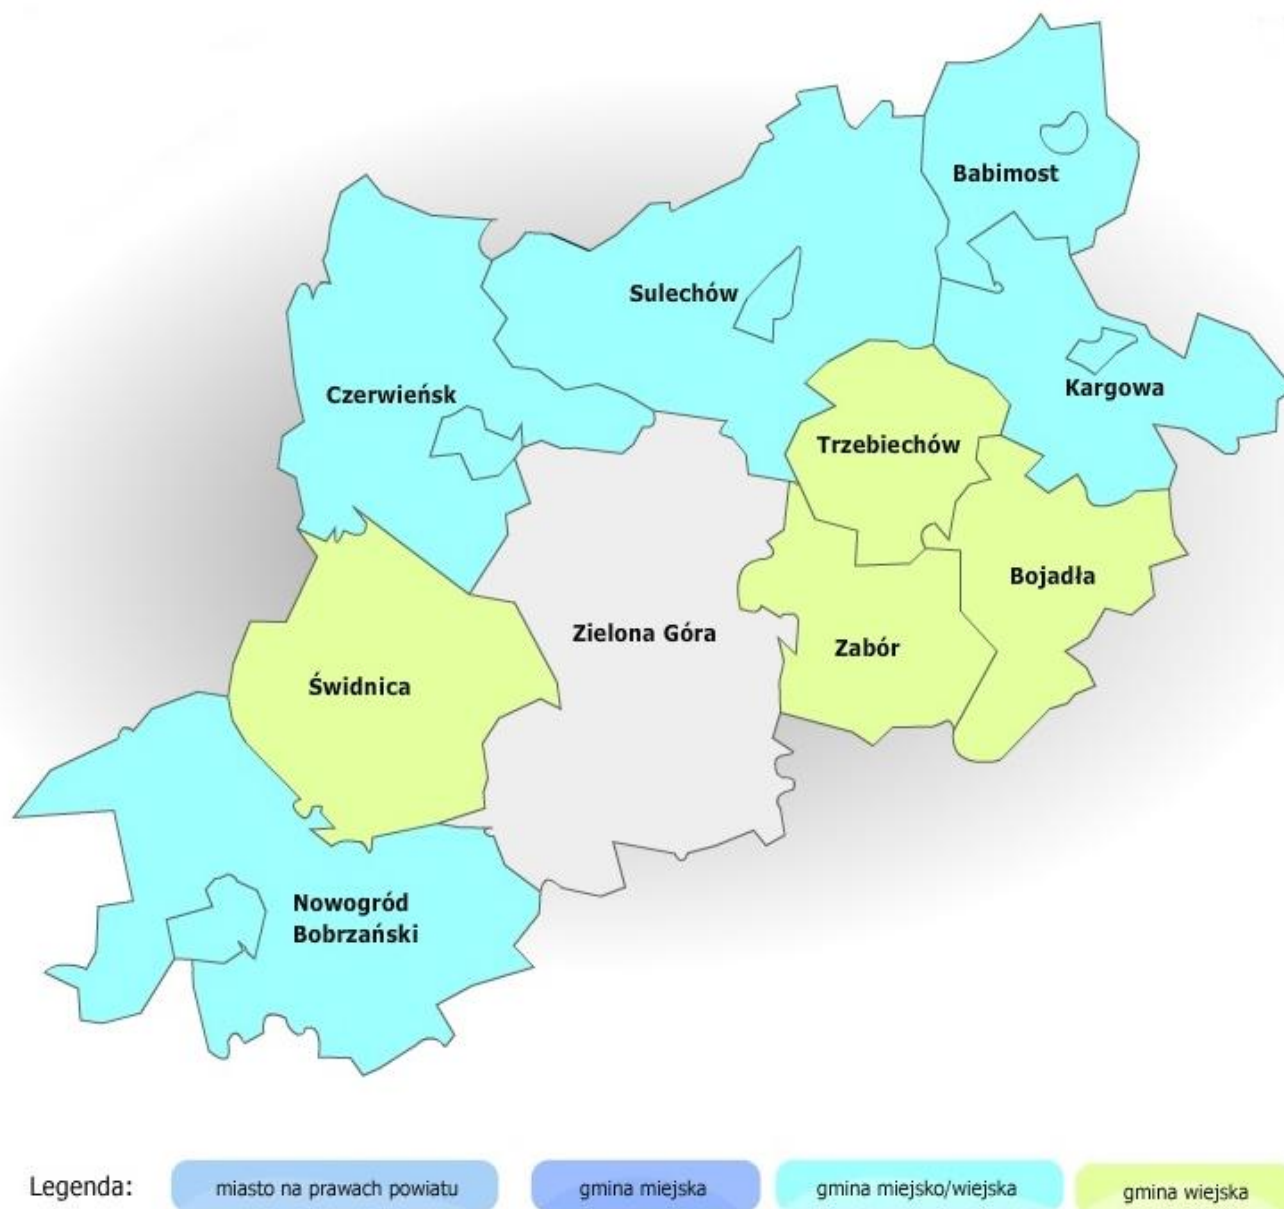 Babimost
Sulechów
Czerwieńsk
Kargowa
Trzebiechów
Bojadła
Zielona Góra
Zabór
Świdnica
Nowogród
Bobrzański
Legenda: miasto na prawach powiatu gmina miejska gmina miejsko/wiejska gmina wiejska